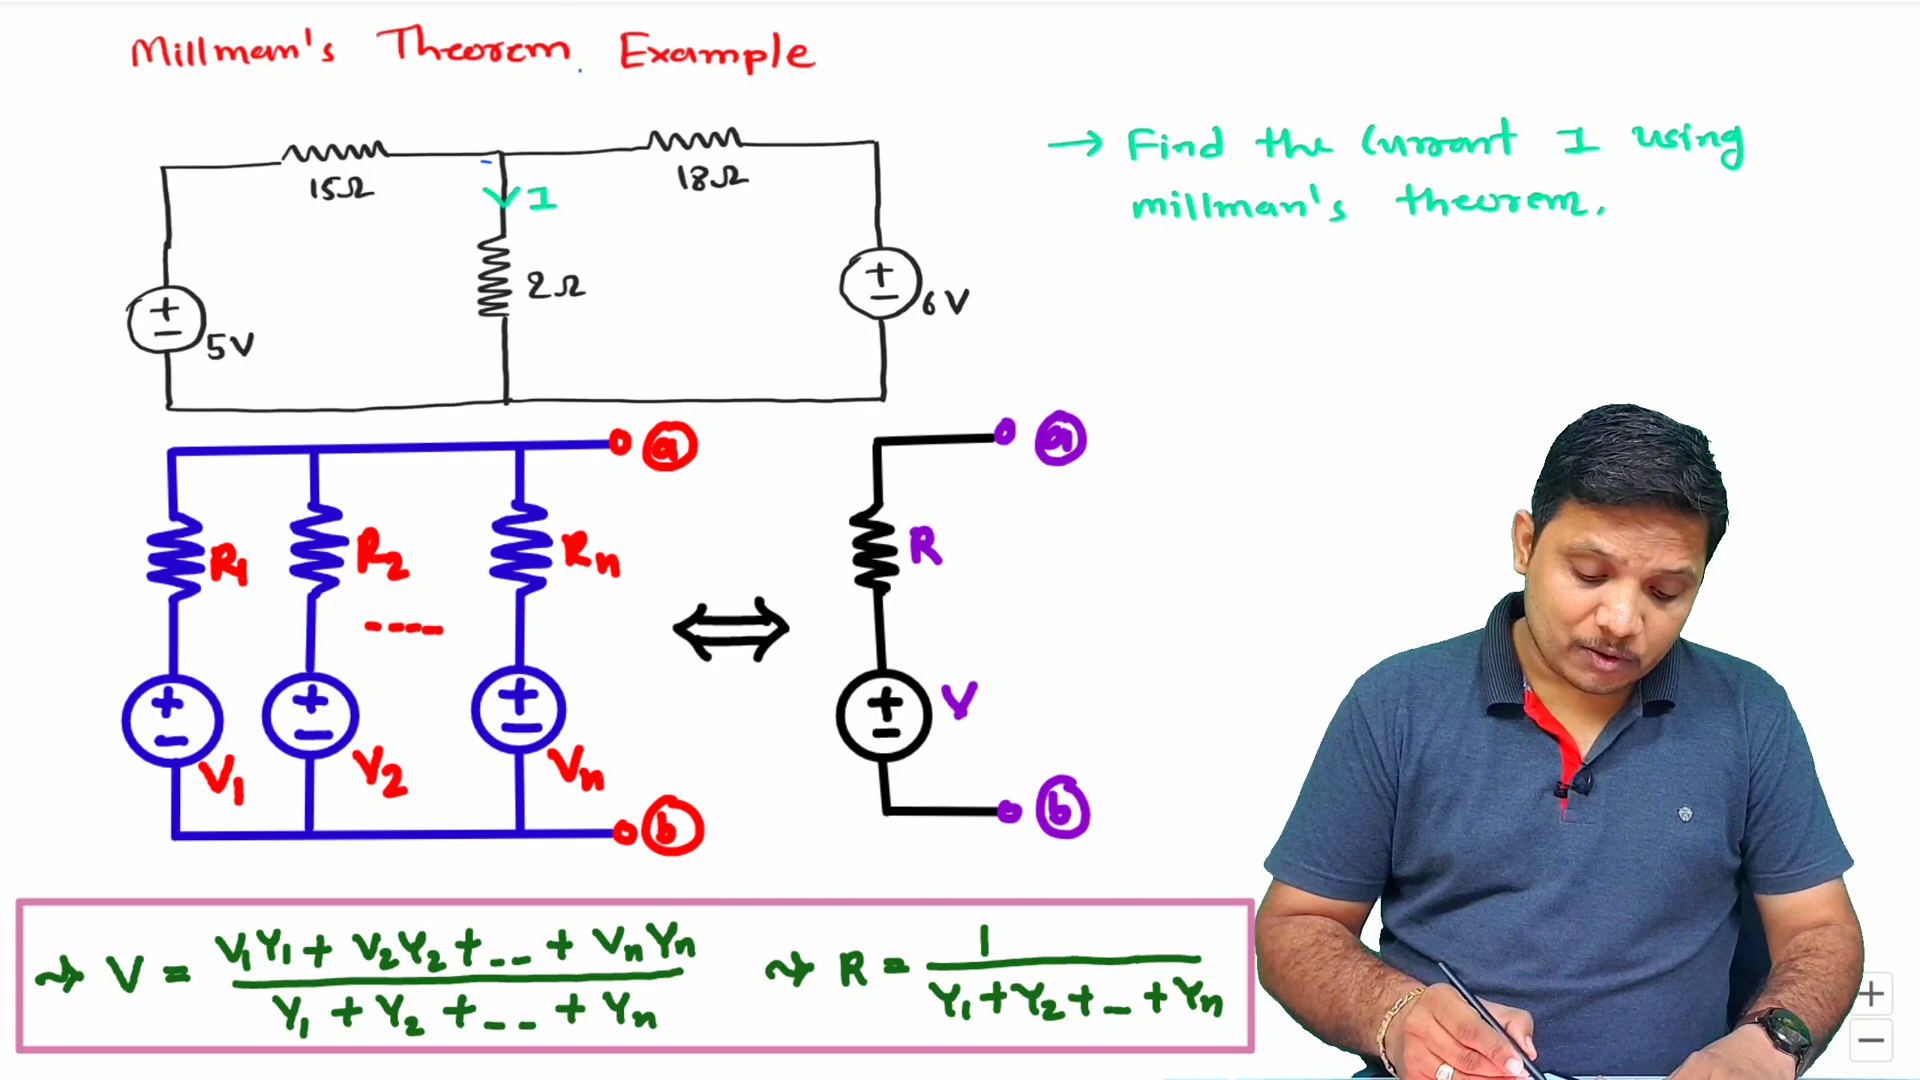 Millman's Theorem Example
→ Find the Current I using
millman's theorem.
15Ω
18Ω
I
2Ω
+
-
5V
+
-
6V
a
a
R1
R2
Rn
R
----
+
-
V1
+
-
V2
+
-
Vn
+
-
V
b
b
→ V = V1Y1 + V2Y2 + -- + VnYn / Y1 + Y2 + -- + Yn
→ R = 1 / Y1 + Y2 + - + Yn
+
-